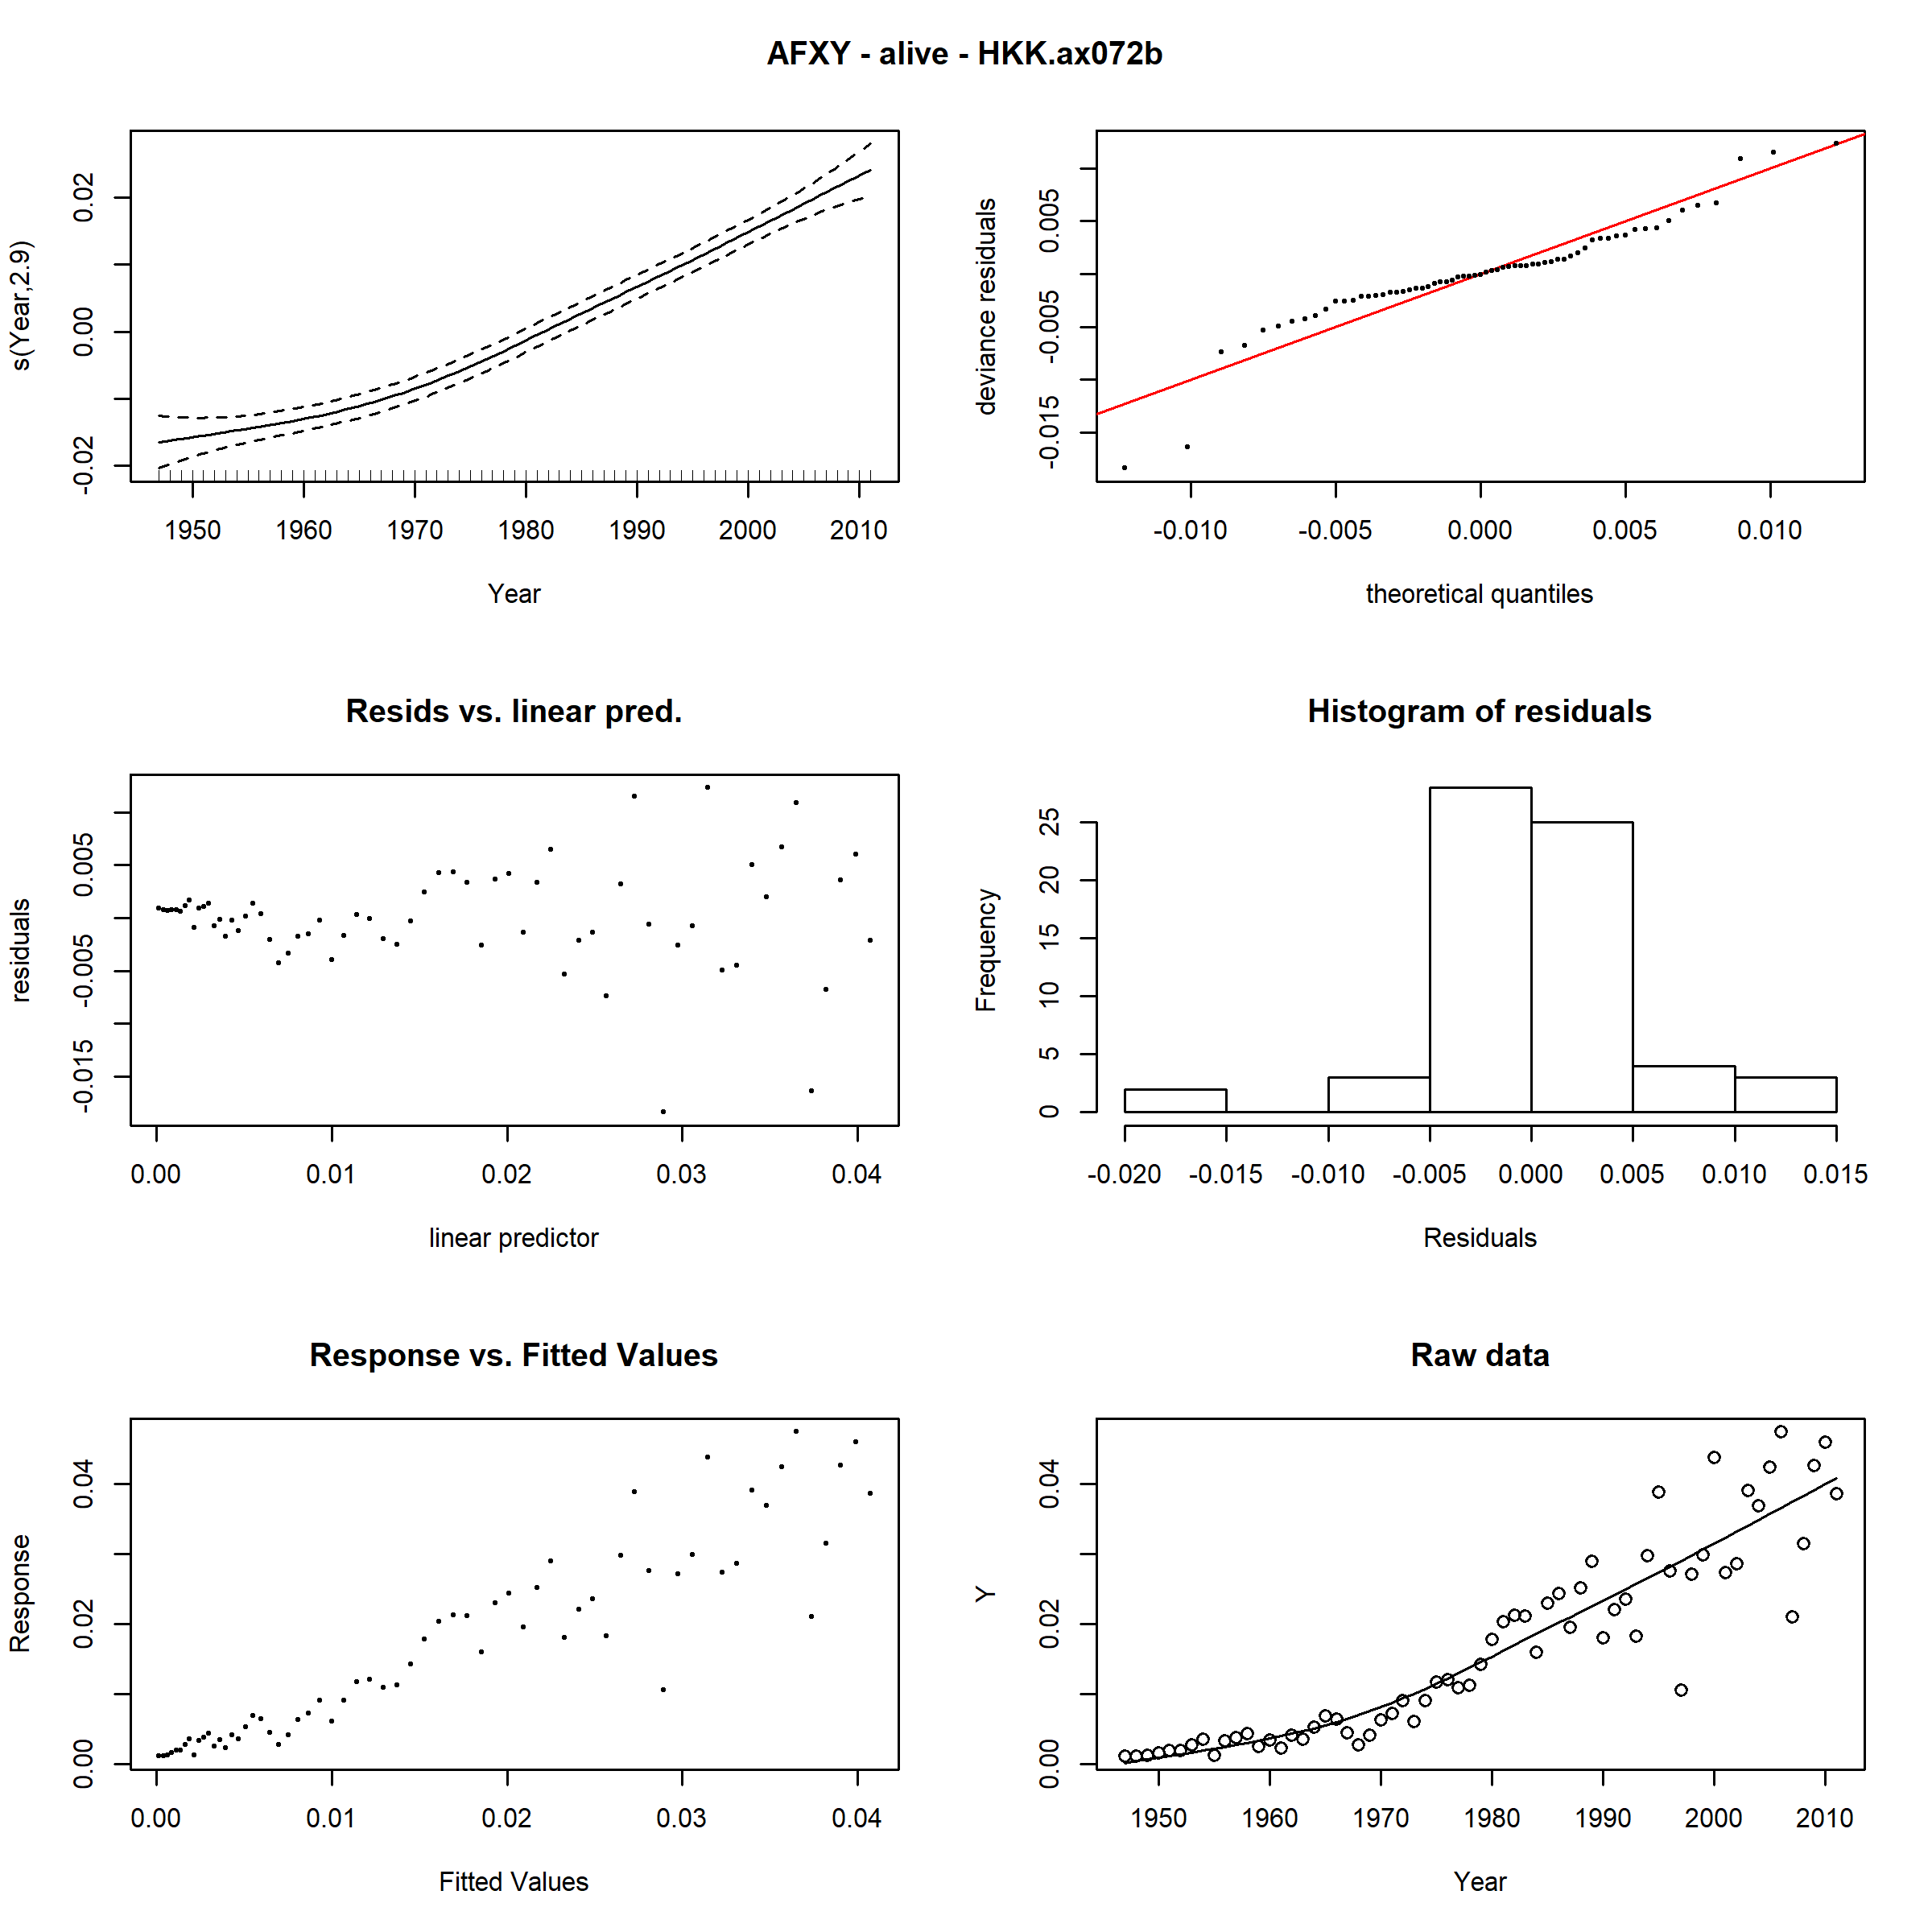 AFXY - alive - HKK.ax072b
s(Year,2.9)
-0.02 0.00 0.02
1950 1960 1970 1980 1990 2000 2010
Year
deviance residuals
-0.015 -0.005 0.005
-0.010 -0.005 0.000 0.005 0.010
theoretical quantiles
Resids vs. linear pred.
residuals
-0.015 -0.005 0.005
0.00 0.01 0.02 0.03 0.04
linear predictor
Histogram of residuals
Frequency
0 5 10 15 20 25
-0.020 -0.015 -0.010 -0.005 0.000 0.005 0.010 0.015
Residuals
Response vs. Fitted Values
Response
0.00 0.02 0.04
0.00 0.01 0.02 0.03 0.04
Fitted Values
Raw data
Y
0.00 0.02 0.04
1950 1960 1970 1980 1990 2000 2010
Year